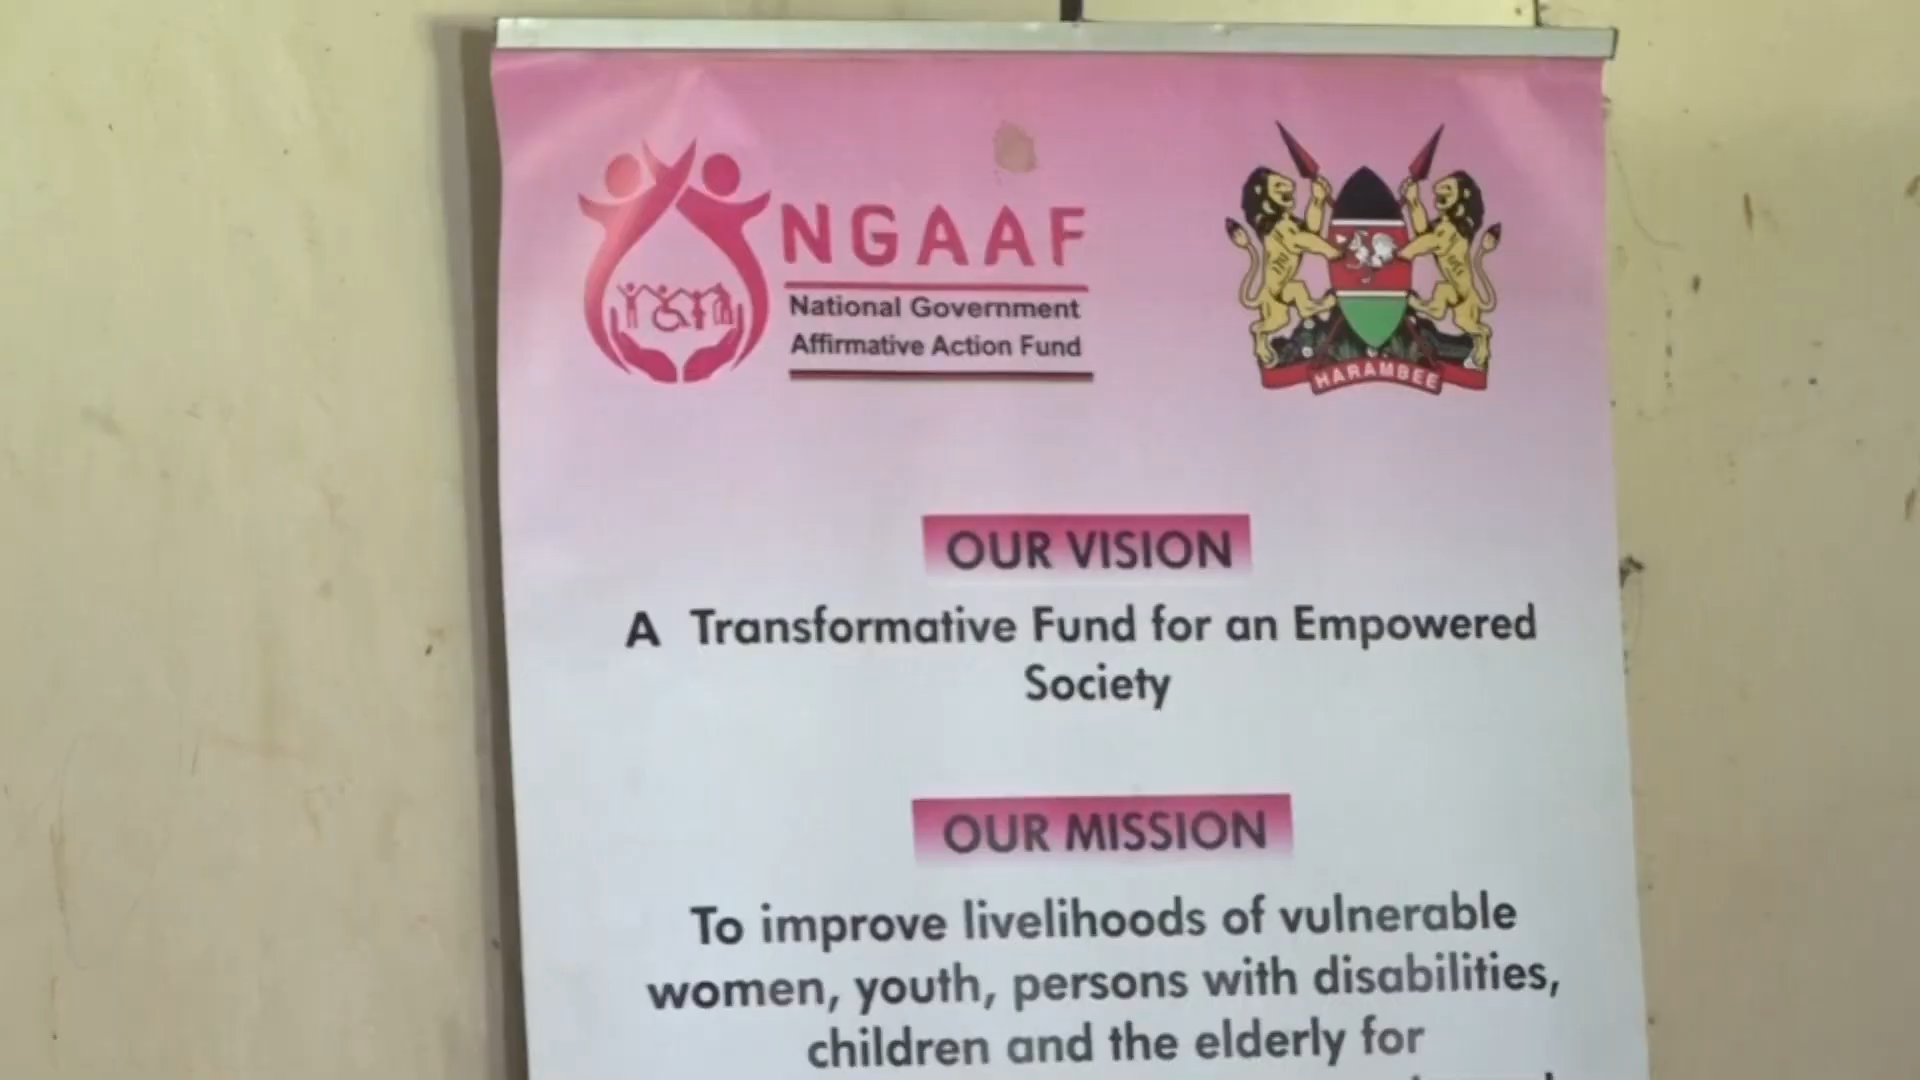 NGAAF
National Government
Affirmative Action Fund
HARAMBEE
OUR VISION
A Transformative Fund for an Empowered
Society
OUR MISSION
To improve livelihoods of vulnerable
women, youth, persons with disabilities,
children and the elderly for